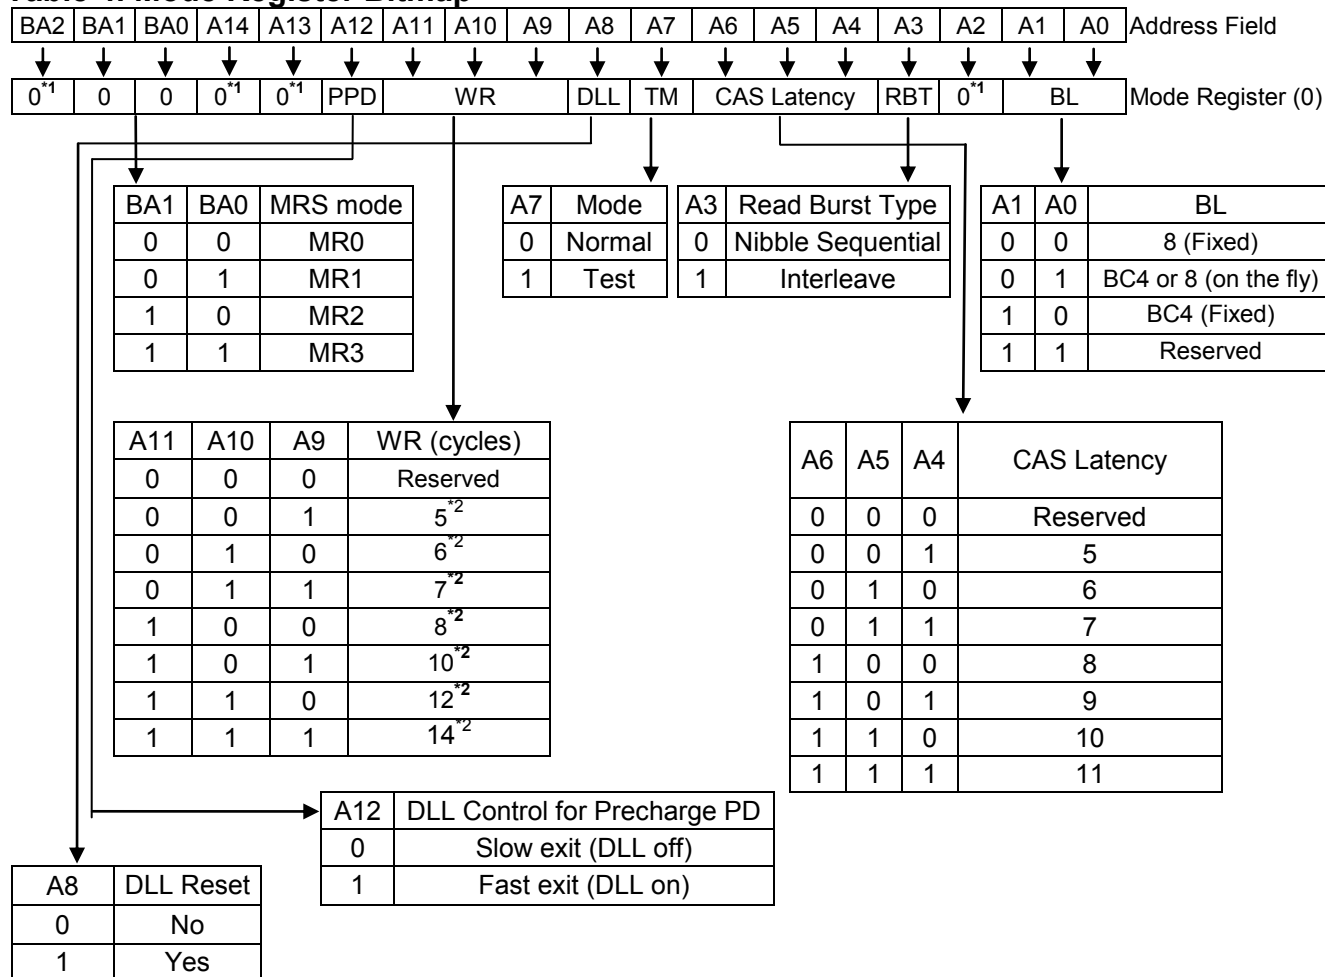 Table 4. Mode Register Bitmap
BA2 BA1 BA0 A14 A13 A12 A11 A10 A9 A8 A7 A6 A5 A4 A3 A2 A1 A0 Address Field
0*1 0 0 0*1 0*1 PPD WR DLL TM CAS Latency RBT 0*1 BL Mode Register (0)
BA1 BA0 MRS mode
0 0 MR0
0 1 MR1
1 0 MR2
1 1 MR3
A7 Mode
0 Normal
1 Test
A3 Read Burst Type
0 Nibble Sequential
1 Interleave
A1 A0 BL
0 0 8 (Fixed)
0 1 BC4 or 8 (on the fly)
1 0 BC4 (Fixed)
1 1 Reserved
A11 A10 A9 WR (cycles)
0 0 0 Reserved
0 0 1 5*2
0 1 0 6*2
0 1 1 7*2
1 0 0 8*2
1 0 1 10*2
1 1 0 12*2
1 1 1 14*2
A6 A5 A4 CAS Latency
0 0 0 Reserved
0 0 1 5
0 1 0 6
0 1 1 7
1 0 0 8
1 0 1 9
1 1 0 10
1 1 1 11
A12 DLL Control for Precharge PD
0 Slow exit (DLL off)
1 Fast exit (DLL on)
A8 DLL Reset
0 No
1 Yes